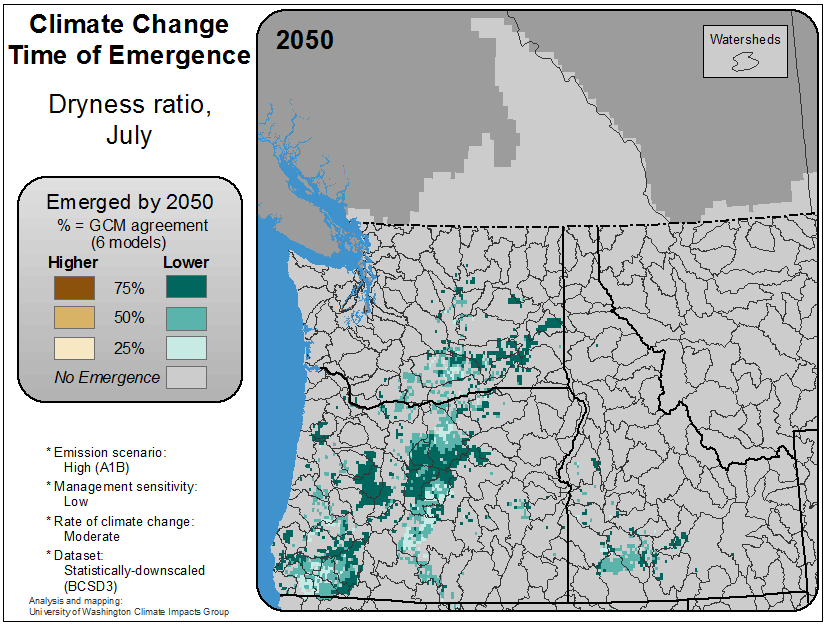 Climate Change
Time of Emergence
Dryness ratio,
July
Emerged by 2050
% = GCM agreement
(6 models)
Higher Lower
75%
50%
25%
No Emergence
* Emission scenario:
High (A1B)
* Management sensitivity:
Low
* Rate of climate change:
Moderate
* Dataset:
Statistically-downscaled
(BCSD3)
Analysis and mapping:
University of Washington Climate Impacts Group
2050
Watersheds